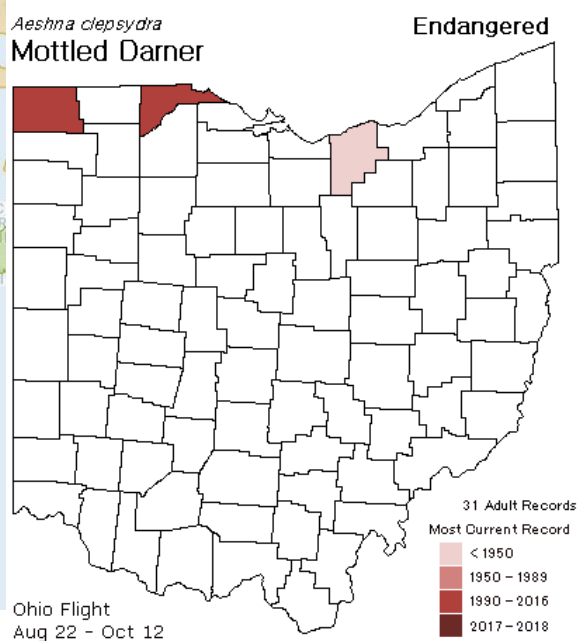 Aeshna clepsydra
Mottled Darner
Endangered
31 Adult Records
Most Current Record
< 1950
1950 – 1989
1990 – 2016
2017 – 2018
Ohio Flight
Aug 22 - Oct 12